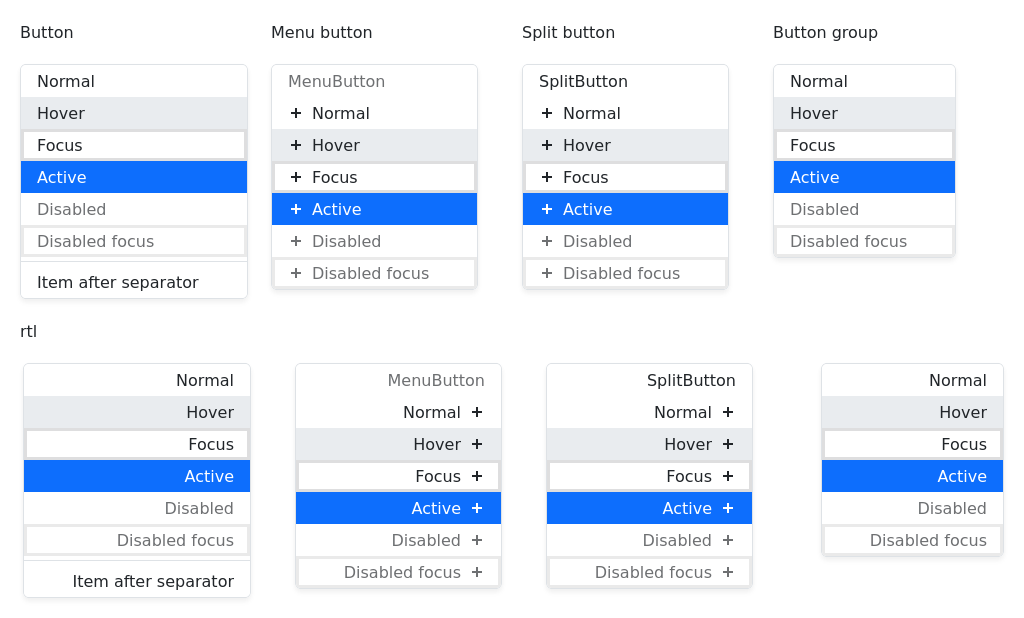 Button
Normal
Hover
Focus
Active
Disabled
Disabled focus
Item after separator
Menu button
MenuButton
Normal
Hover
Focus
Active
Disabled
Disabled focus
Split button
SplitButton
Normal
Hover
Focus
Active
Disabled
Disabled focus
Button group
Normal
Hover
Focus
Active
Disabled
Disabled focus
rtl
Normal
Hover
Focus
Active
Disabled
Disabled focus
Item after separator
MenuButton
Normal
Hover
Focus
Active
Disabled
Disabled focus
SplitButton
Normal
Hover
Focus
Active
Disabled
Disabled focus
Normal
Hover
Focus
Active
Disabled
Disabled focus